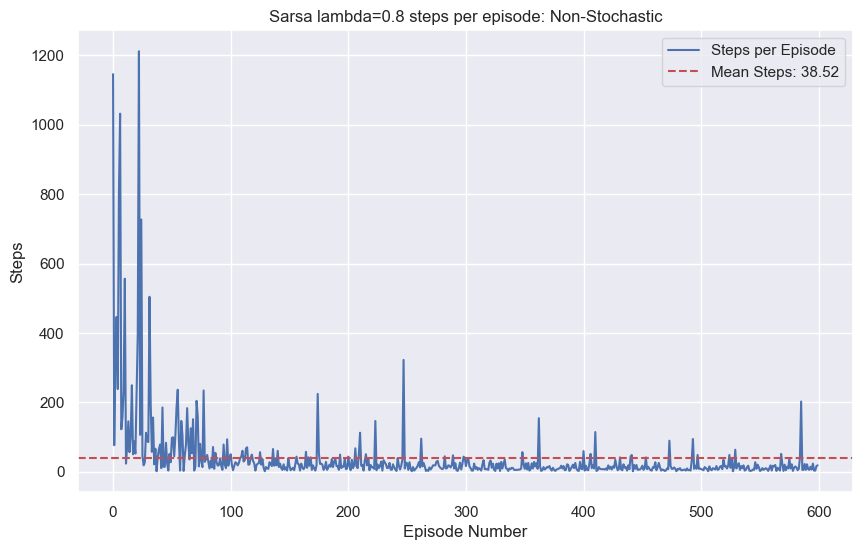 Sarsa lambda=0.8 steps per episode: Non-Stochastic
Steps per Episode
Mean Steps: 38.52
1200
1000
800
600
400
200
0
Steps
0 100 200 300 400 500 600
Episode Number